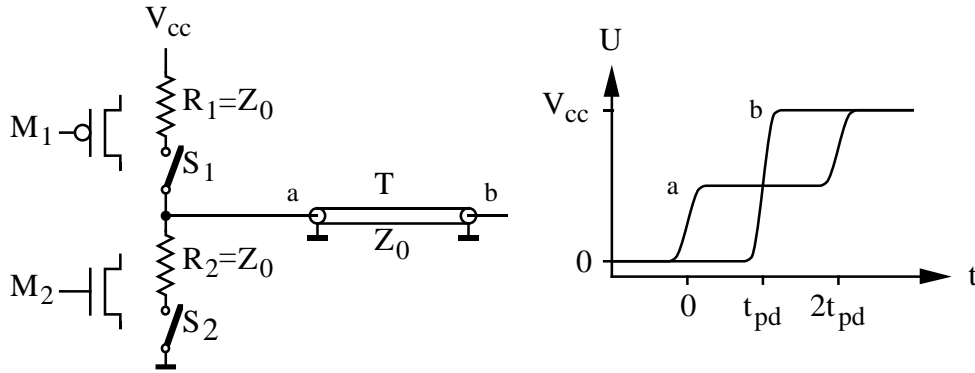 V_cc
R_1=Z_0
M_1
S_1
a T b
Z_0
R_2=Z_0
M_2
S_2
U
V_cc
b
a
0
t
0 t_pd 2t_pd